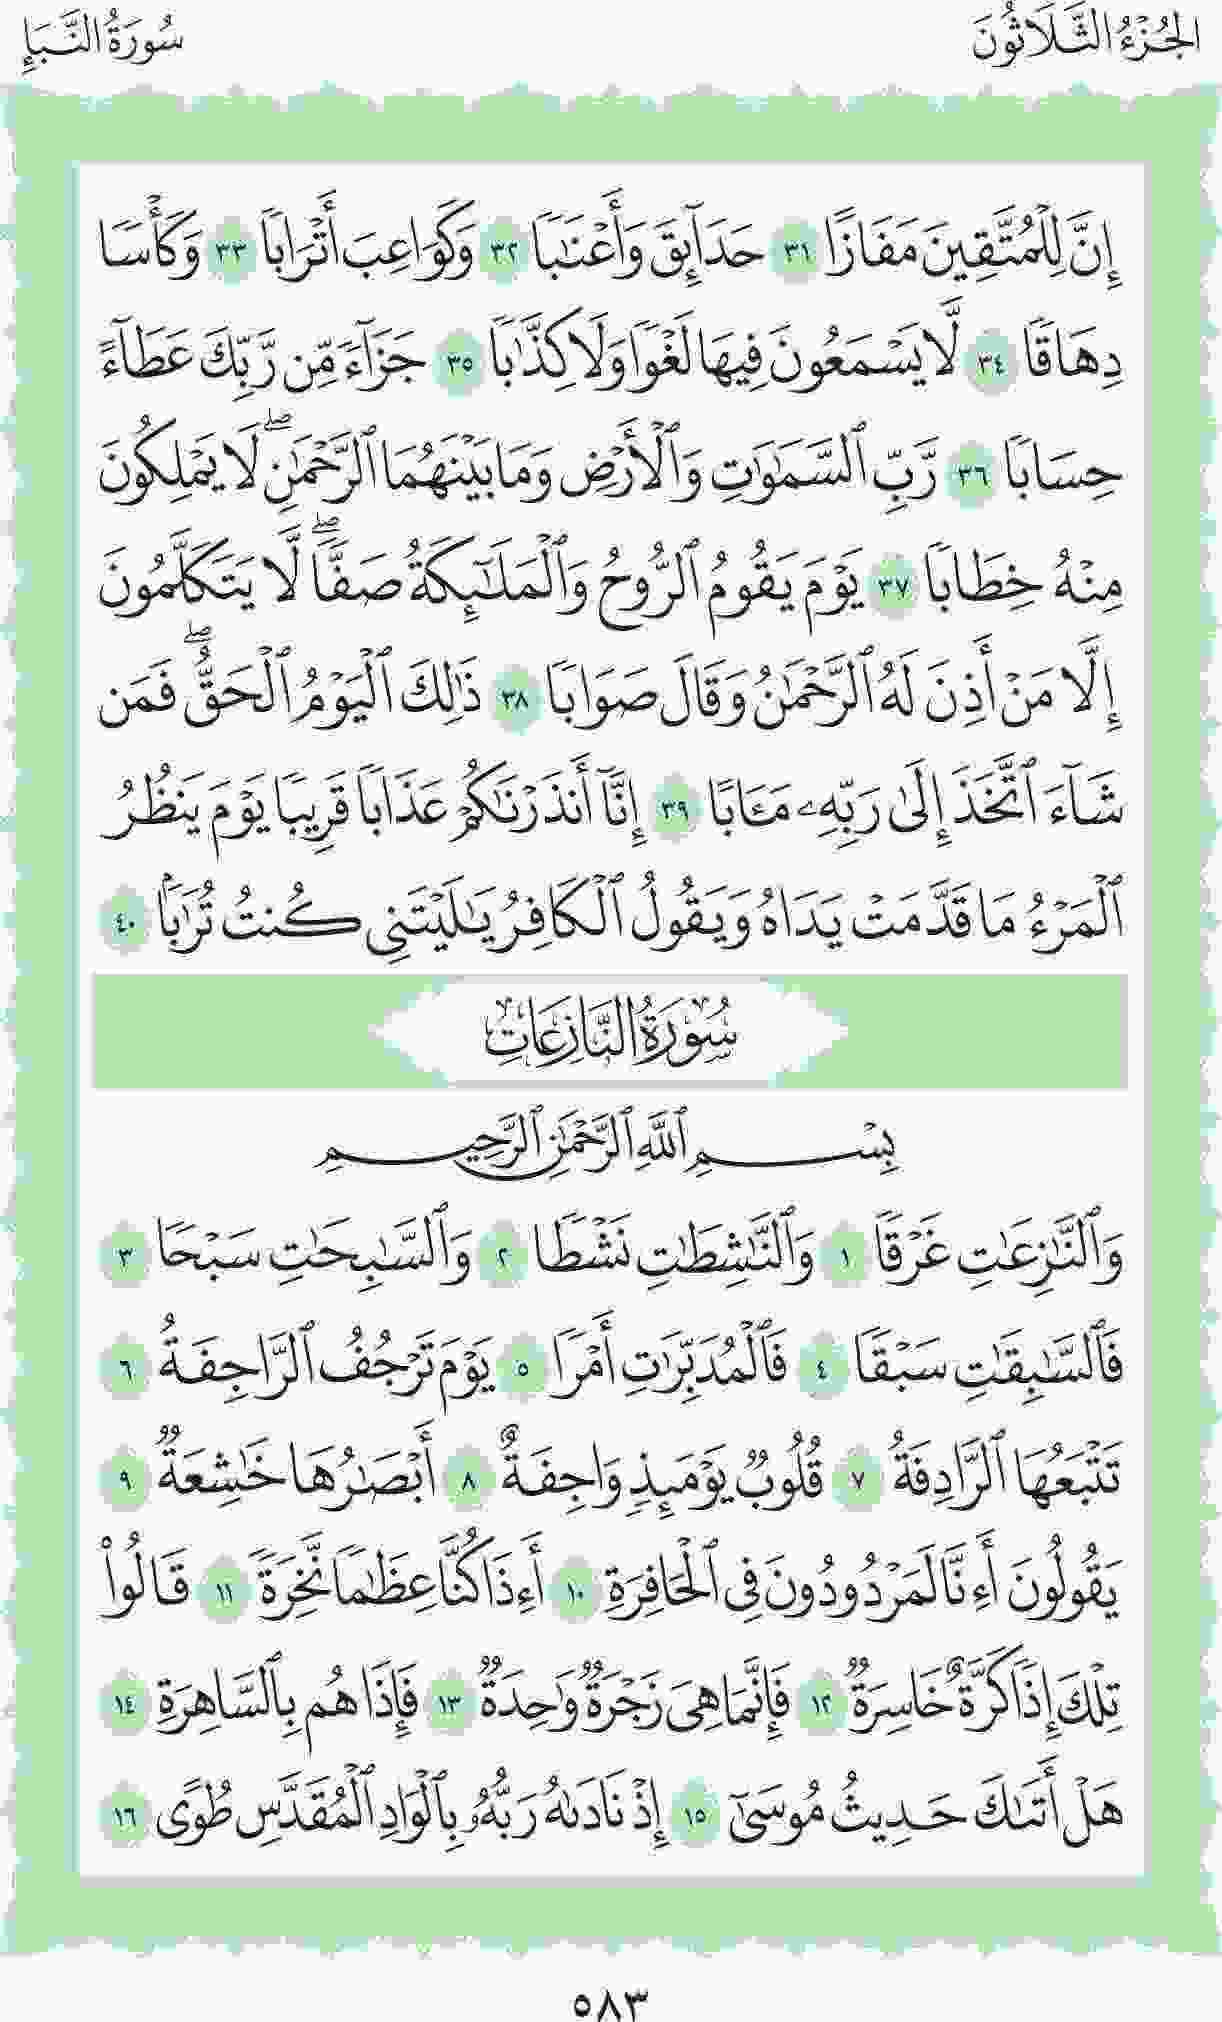 الجُزْءُ الثَّلَاثُونَ
سُورَةُ النَّبَإِ
إِنَّ لِلۡمُتَّقِينَ مَفَازًا ٣١ حَدَآئِقَ وَأَعۡنَٰبٗا ٣٢ وَكَوَاعِبَ أَتۡرَابٗا ٣٣ وَكَأۡسٗا
دِهَاقٗا ٣٤ لَّا يَسۡمَعُونَ فِيهَا لَغۡوٗا وَلَا كِذَّٰبٗا ٣٥ جَزَآءٗ مِّن رَّبِّكَ عَطَآءً
حِسَابٗا ٣٦ رَّبِّ ٱلسَّمَٰوَٰتِ وَٱلۡأَرۡضِ وَمَا بَيۡنَهُمَا ٱلرَّحۡمَٰنِۖ لَا يَمۡلِكُونَ
مِنۡهُ خِطَابٗا ٣٧ يَوۡمَ يَقُومُ ٱلرُّوحُ وَٱلۡمَلَٰٓئِكَةُ صَفّٗاۖ لَّا يَتَكَلَّمُونَ
إِلَّا مَنۡ أَذِنَ لَهُ ٱلرَّحۡمَٰنُ وَقَالَ صَوَابٗا ٣٨ ذَٰلِكَ ٱلۡيَوۡمُ ٱلۡحَقُّۖ فَمَن
شَآءَ ٱتَّخَذَ إِلَىٰ رَبِّهِۦ مَـَٔابًا ٣٩ إِنَّآ أَنذَرۡنَٰكُمۡ عَذَابٗا قَرِيبٗا يَوۡمَ يَنظُرُ
ٱلۡمَرۡءُ مَا قَدَّمَتۡ يَدَاهُ وَيَقُولُ ٱلۡكَافِرُ يَٰلَيۡتَنِي كُنتُ تُرَٰبَۢا ٤٠
سُورَةُ النَّازِعَاتِ
بِسۡمِ ٱللَّهِ ٱلرَّحۡمَٰنِ ٱلرَّحِيمِ
وَٱلنَّٰزِعَٰتِ غَرۡقٗا ١ وَٱلنَّٰشِطَٰتِ نَشۡطٗا ٢ وَٱلسَّٰبِحَٰتِ سَبۡحٗا ٣
فَٱلسَّٰبِقَٰتِ سَبۡقٗا ٤ فَٱلۡمُدَبِّرَٰتِ أَمۡرٗا ٥ يَوۡمَ تَرۡجُفُ ٱلرَّاجِفَةُ ٦
تَتۡبَعُهَا ٱلرَّادِفَةُ ٧ قُلُوبٞ يَوۡمَئِذٖ وَاجِفَةٌ ٨ أَبۡصَٰرُهَا خَٰشِعَةٞ ٩
يَقُولُونَ أَءِنَّا لَمَرۡدُودُونَ فِي ٱلۡحَافِرَةِ ١٠ أَءِذَا كُنَّا عِظَٰمٗا نَّخِرَةٗ ١١ قَالُواْ
تِلۡكَ إِذٗا كَرَّةٌ خَاسِرَةٞ ١٢ فَإِنَّمَا هِيَ زَجۡرَةٞ وَٰحِدَةٞ ١٣ فَإِذَا هُم بِٱلسَّاهِرَةِ ١٤
هَلۡ أَتَىٰكَ حَدِيثُ مُوسَىٰٓ ١٥ إِذۡ نَادَىٰهُ رَبُّهُۥ بِٱلۡوَادِ ٱلۡمُقَدَّسِ طُوًى ١٦
٥٨٣